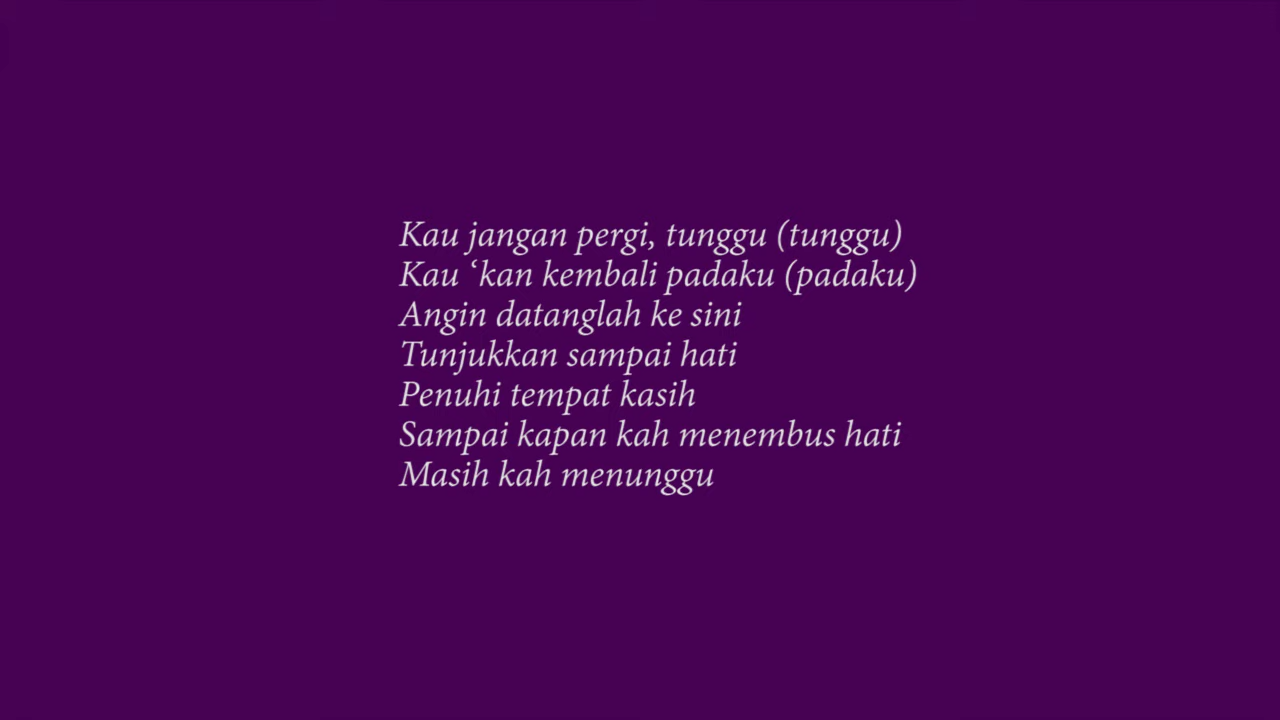 Kau jangan pergi, tunggu (tunggu)
Kau ‘kan kembali padaku (padaku)
Angin datanglah ke sini
Tunjukkan sampai hati
Penuhi tempat kasih
Sampai kapan kah menembus hati
Masih kah menunggu